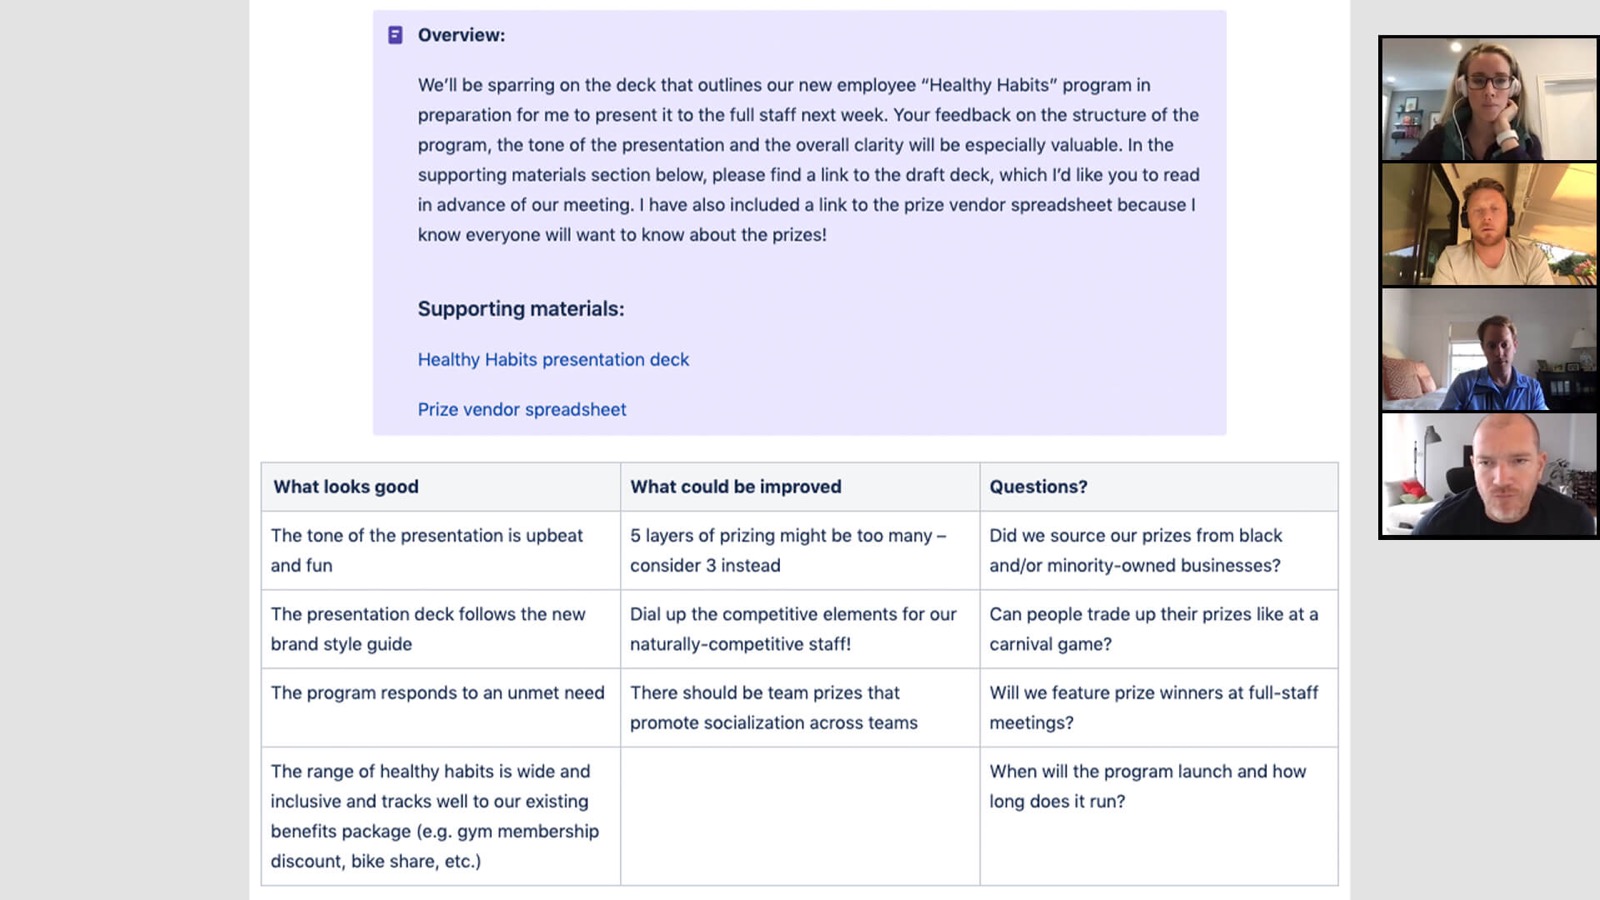 Overview:
We’ll be sparring on the deck that outlines our new employee “Healthy Habits” program in
preparation for me to present it to the full staff next week. Your feedback on the structure of the
program, the tone of the presentation and the overall clarity will be especially valuable. In the
supporting materials section below, please find a link to the draft deck, which I’d like you to read
in advance of our meeting. I have also included a link to the prize vendor spreadsheet because I
know everyone will want to know about the prizes!
Supporting materials:
Healthy Habits presentation deck
Prize vendor spreadsheet
What looks good
What could be improved
Questions?
The tone of the presentation is upbeat
and fun
5 layers of prizing might be too many –
consider 3 instead
Did we source our prizes from black
and/or minority-owned businesses?
The presentation deck follows the new
brand style guide
Dial up the competitive elements for our
naturally-competitive staff!
Can people trade up their prizes like at a
carnival game?
The program responds to an unmet need
There should be team prizes that
promote socialization across teams
Will we feature prize winners at full-staff
meetings?
The range of healthy habits is wide and
inclusive and tracks well to our existing
benefits package (e.g. gym membership
discount, bike share, etc.)
When will the program launch and how
long does it run?